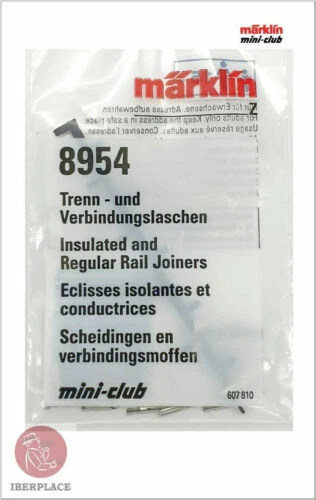 märklin
mini-club
märklin
Z
für Erwachsene. Adresse aufbewahren
For adults only. Keep the address in a safe place
Usage réservé aux adultes. Conserver l'adresse
8954
Trenn - und
Verbindungslaschen
Insulated and
Regular Rail Joiners
Eclisses isolantes et
conductrices
Scheidingen en
verbindingsmoffen
mini-club
607 810
IBERPLACE